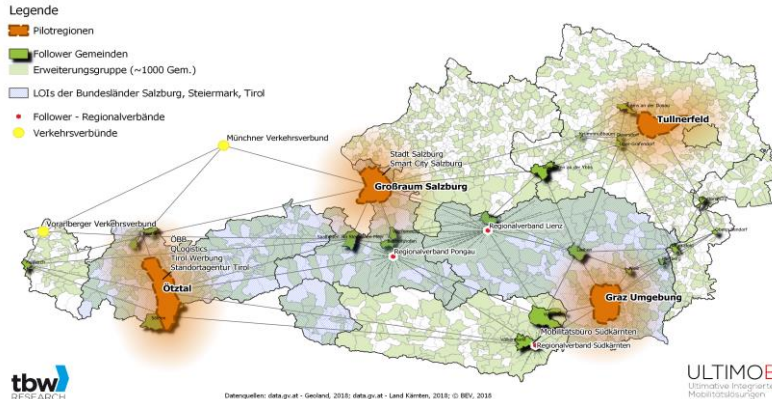 Legende
Pilotregionen
Follower Gemeinden
Erweiterungsgruppe (~1000 Gem.)
LOIs der Bundesländer Salzburg, Steiermark, Tirol
Follower - Regionalverbände
Verkehrsverbünde
Münchner Verkehrsverbund
Tullnerfeld
Stadt Salzburg
Smart City Salzburg
Großraum Salzburg
Vorarlberger Verkehrsverbund
ÖBB
QLogistics
Tirol Werbung
Standortagentur Tirol
Ötztal
Regionalverband Lienz
Regionalverband Pongau
Graz Umgebung
Mobilitätsbüro Südkärnten
Regionalverband Südkärnten
tbw
RESEARCH
Datenquellen: data.gv.at - Geoland, 2018; data.gv.at - Land Kärnten, 2018; © BEV, 2018
ULTIMOB
Ultimative Integrierte
Mobilitätslösungen